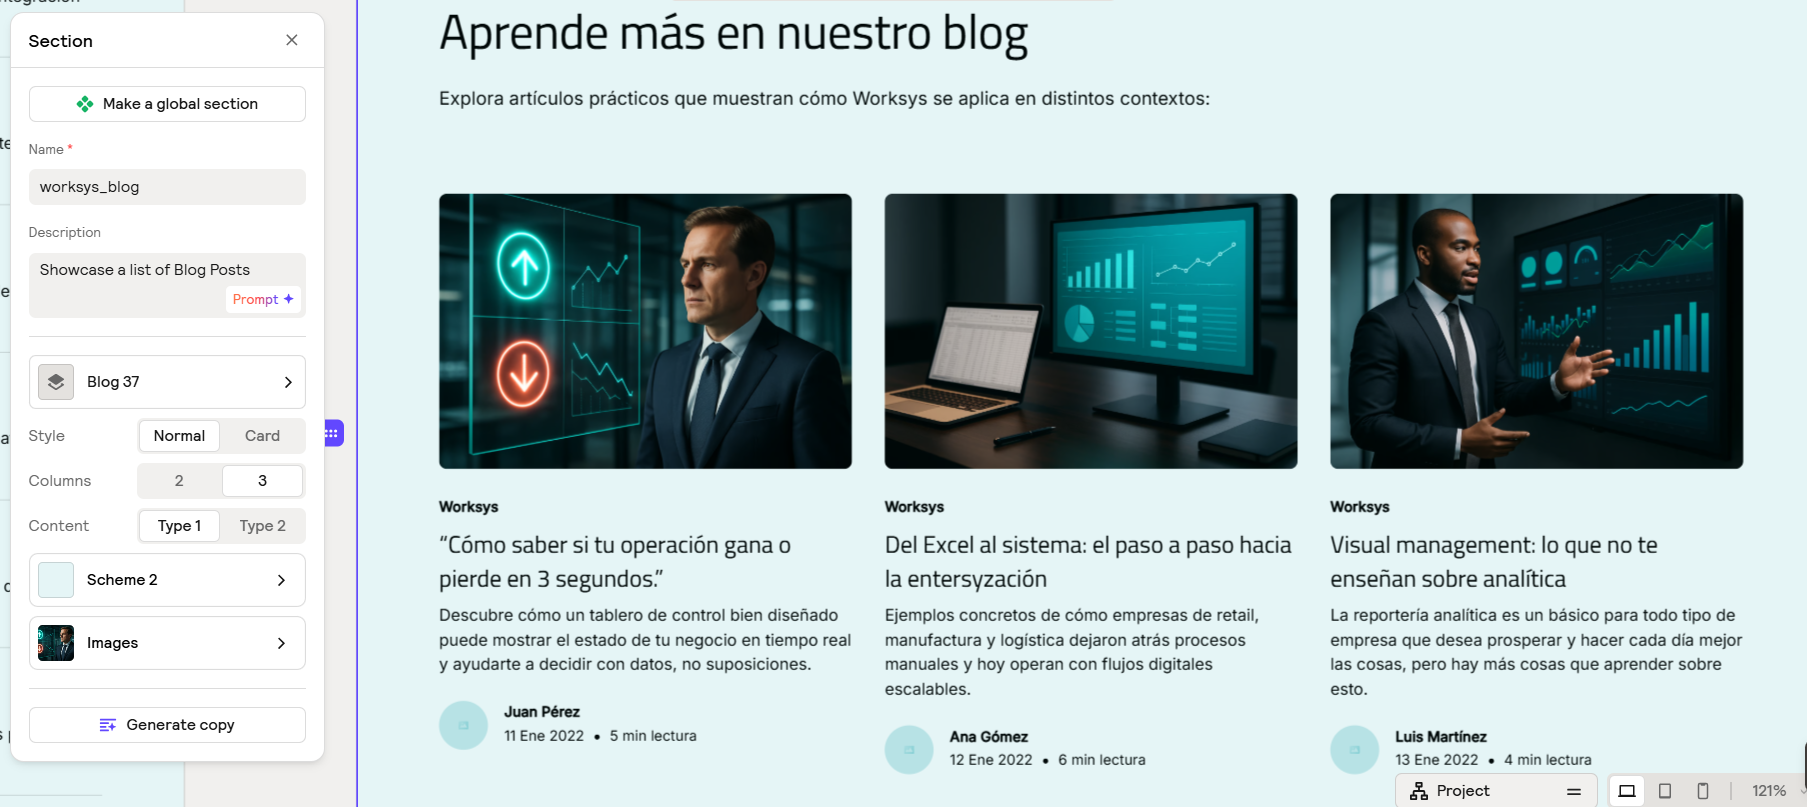 Section
Make a global section
Name *
worksys_blog
Description
Showcase a list of Blog Posts
Prompt
Blog 37
Style
Normal
Card
Columns
2
3
Content
Type 1
Type 2
Scheme 2
Images
Generate copy
Aprende más en nuestro blog
Explora artículos prácticos que muestran cómo Worksys se aplica en distintos contextos:
Worksys
“Cómo saber si tu operación gana o
pierde en 3 segundos.”
Descubre cómo un tablero de control bien diseñado
puede mostrar el estado de tu negocio en tiempo real
y ayudarte a decidir con datos, no suposiciones.
Juan Pérez
11 Ene 2022 • 5 min lectura
Worksys
Del Excel al sistema: el paso a paso hacia
la entersyzación
Ejemplos concretos de cómo empresas de retail,
manufactura y logística dejaron atrás procesos
manuales y hoy operan con flujos digitales
escalables.
Ana Gómez
12 Ene 2022 • 6 min lectura
Worksys
Visual management: lo que no te
enseñan sobre analítica
La reportería analítica es un básico para todo tipo de
empresa que desea prosperar y hacer cada día mejor
las cosas, pero hay más cosas que aprender sobre
esto.
Luis Martínez
13 Ene 2022 • 4 min lectura
Project
121%